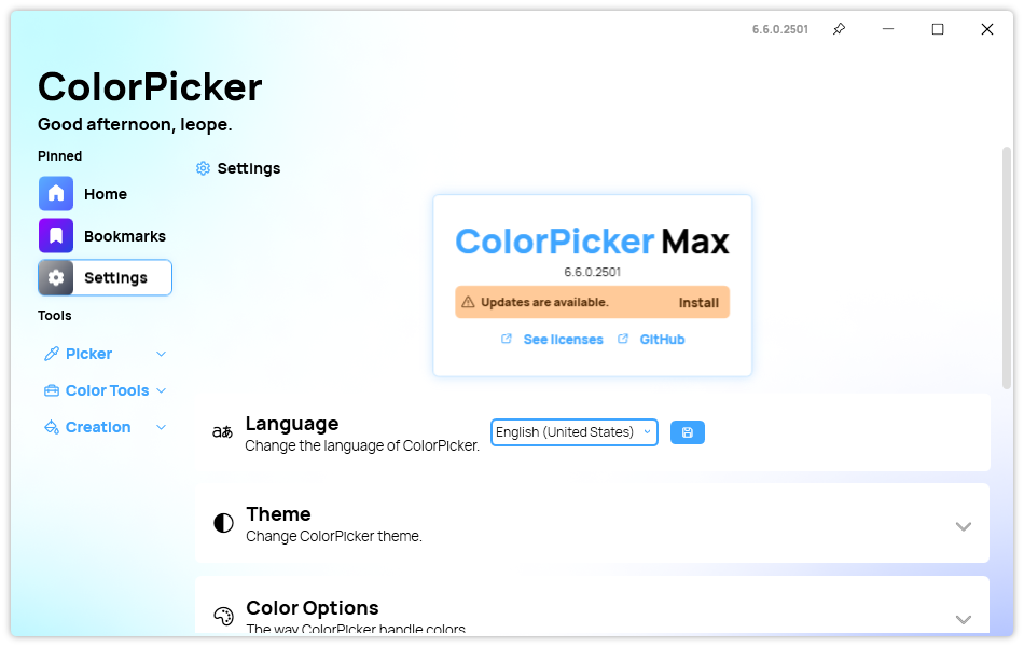 6.6.0.2501
ColorPicker
Good afternoon, leope.
Pinned
Home
Bookmarks
Settings
Tools
Picker
Color Tools
Creation
Settings
ColorPicker Max
6.6.0.2501
Updates are available. Install
See licenses GitHub
aあ Language
Change the language of ColorPicker.
English (United States)
Theme
Change ColorPicker theme.
Color Options
The way ColorPicker handle colors